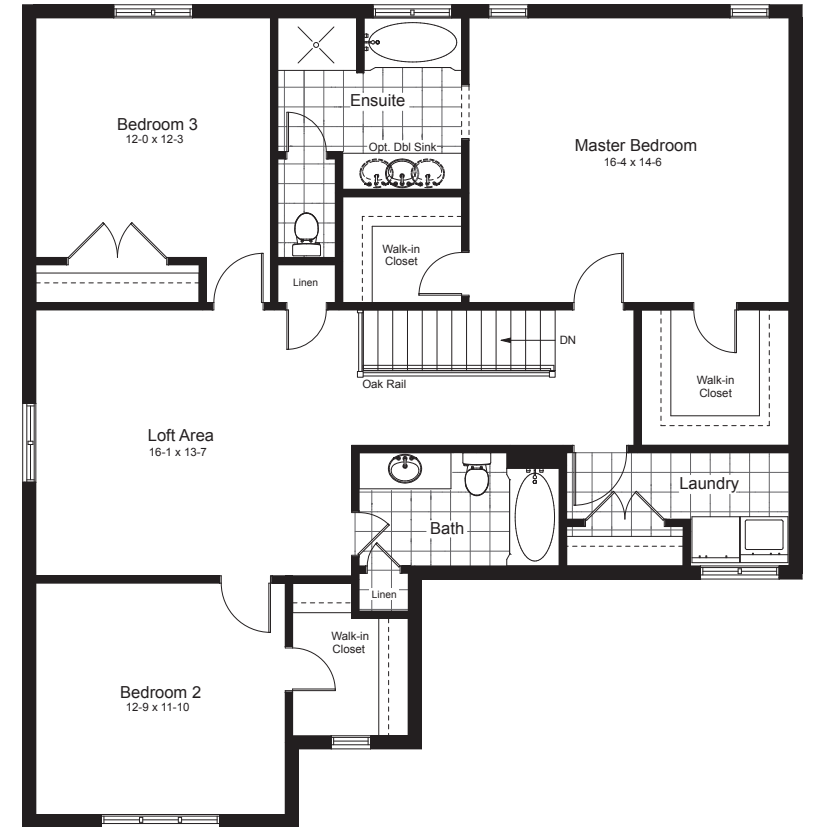 Bedroom 3
12-0 x 12-3
Ensuite
Opt. Dbl Sink
Master Bedroom
16-4 x 14-6
Walk-in
Closet
Linen
DN
Oak Rail
Walk-in
Closet
Loft Area
16-1 x 13-7
Bath
Laundry
Linen
Walk-in
Closet
Bedroom 2
12-9 x 11-10